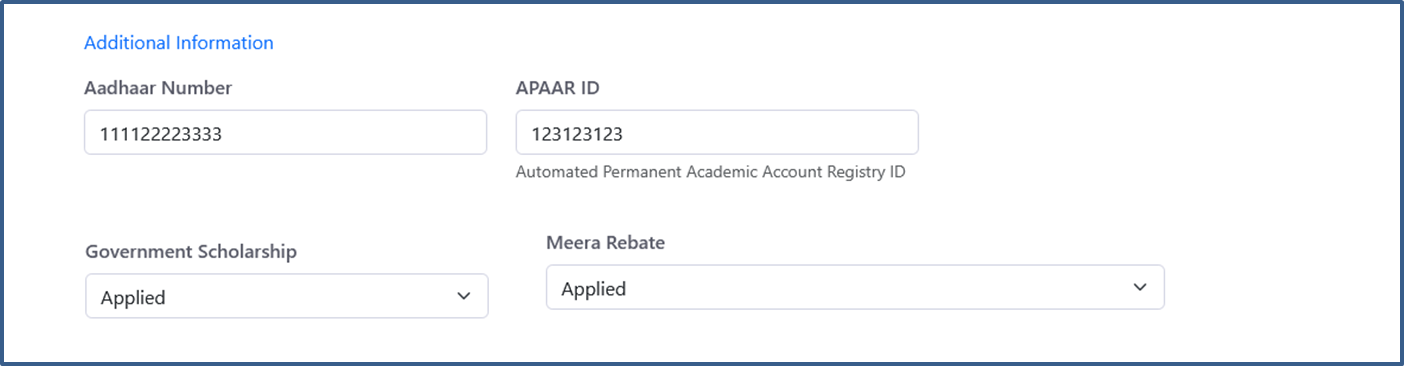 Additional Information
Aadhaar Number
APAAR ID
111122223333
123123123
Automated Permanent Academic Account Registry ID
Government Scholarship
Meera Rebate
Applied
Applied